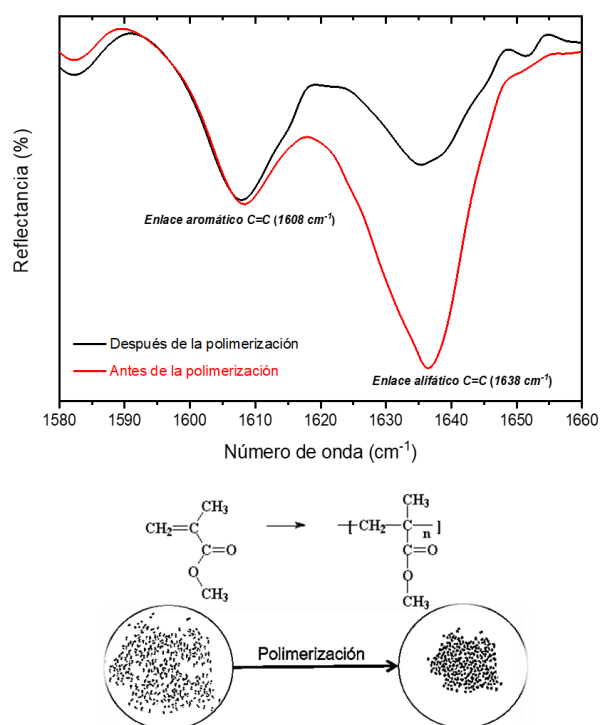 Reflectancia (%)
Enlace aromático C=C (1608 cm⁻¹)
Después de la polimerización
Antes de la polimerización
Enlace alifático C=C (1638 cm⁻¹)
1580 1590 1600 1610 1620 1630 1640 1650 1660
Número de onda (cm⁻¹)
CH₃ CH₃
CH₂=C –[ CH₂–C ]n
C=O C=O
O O
CH₃ CH₃
Polimerización